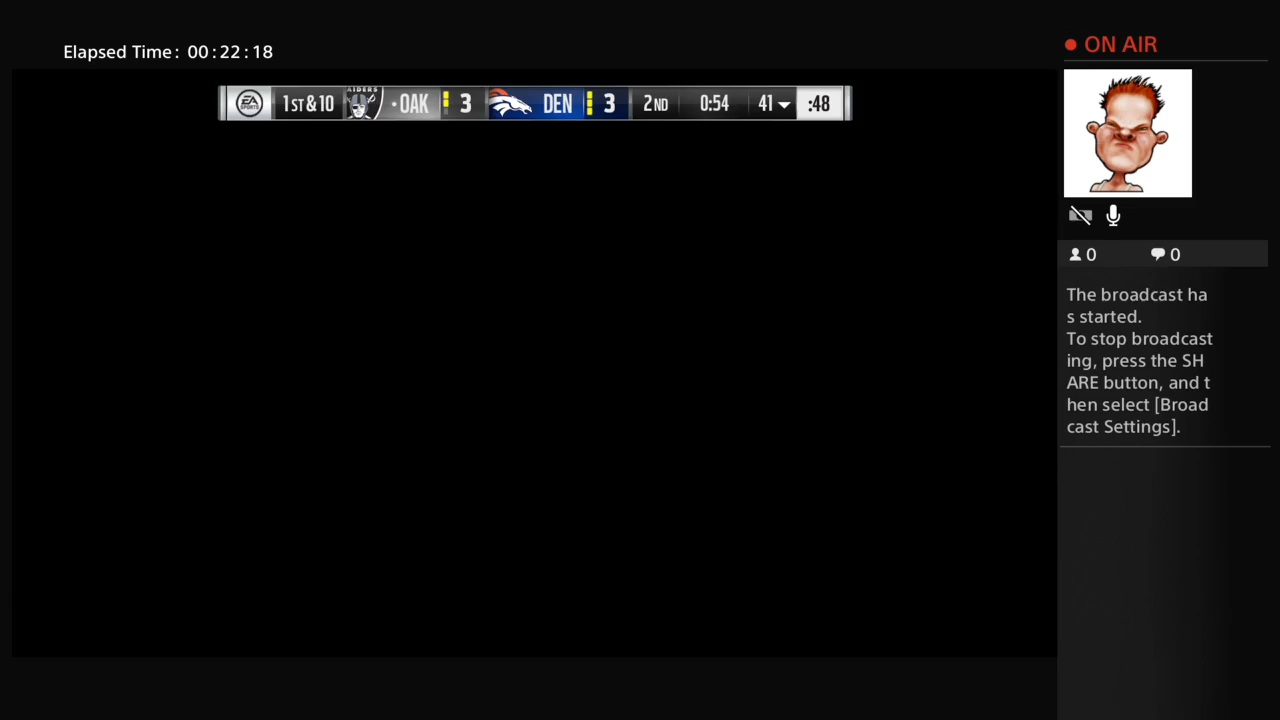 Elapsed Time: 00:22:18
ON AIR
EA SPORTS 1ST & 10 RAIDERS OAK 3 DEN 3 2ND 0:54 41 :48
0 0
The broadcast ha
s started.
To stop broadcast
ing, press the SH
ARE button, and t
hen select [Broad
cast Settings].